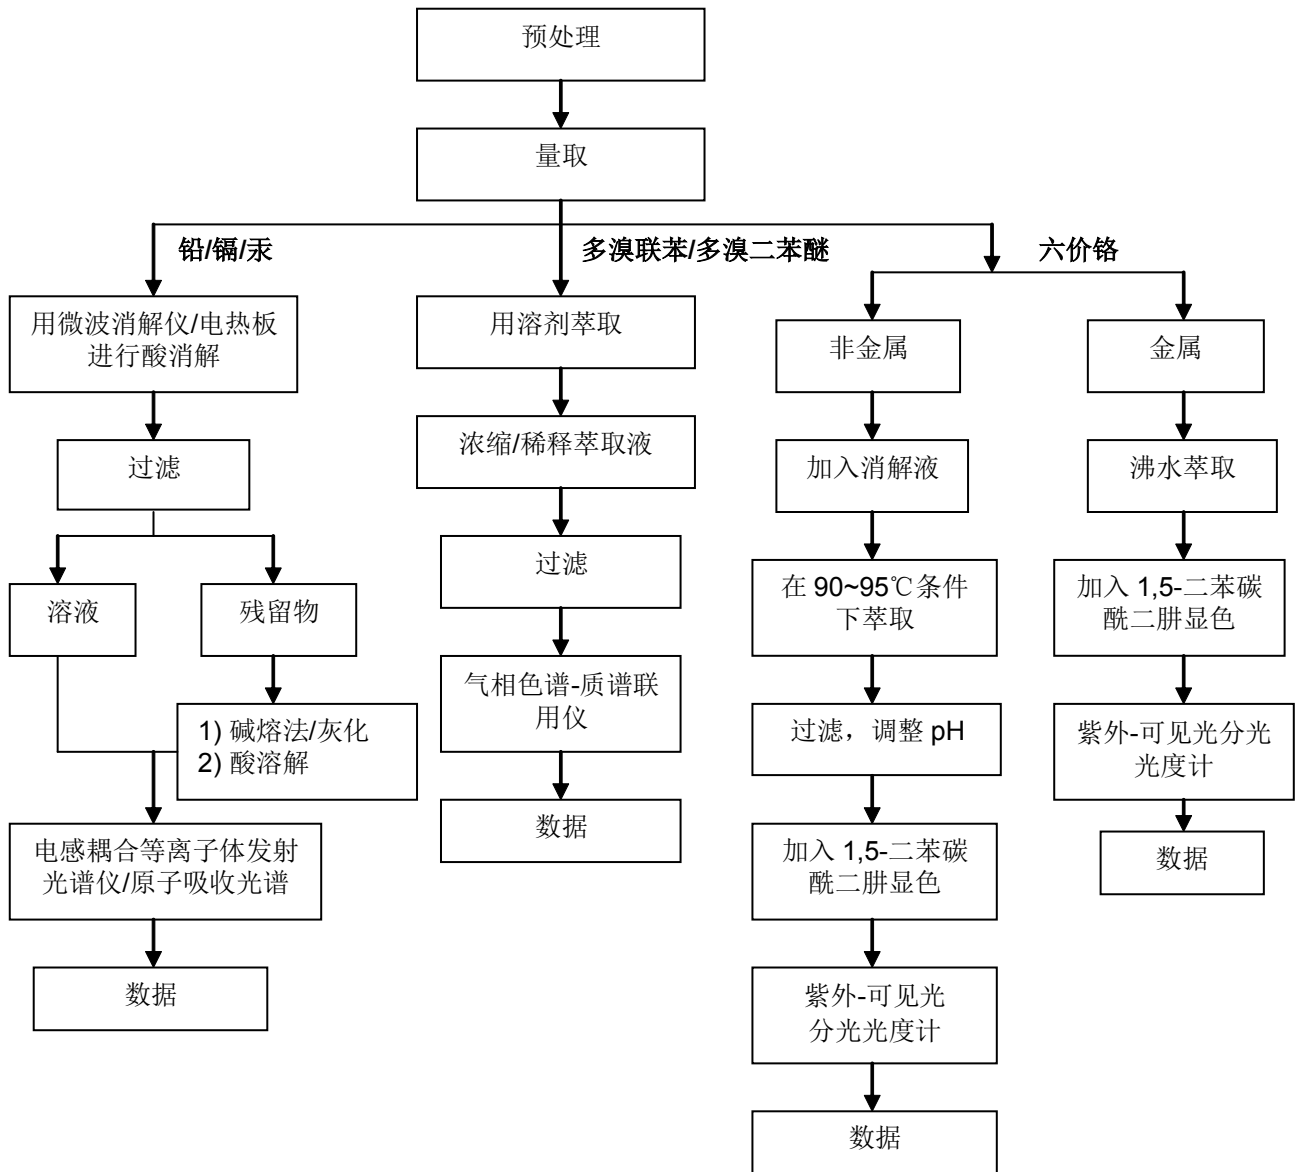 预处理
量取
铅/镉/汞
多溴联苯/多溴二苯醚
六价铬
用微波消解仪/电热板
进行酸消解
过滤
溶液
残留物
1) 碱熔法/灰化
2) 酸溶解
电感耦合等离子体发射
光谱仪/原子吸收光谱
数据
用溶剂萃取
浓缩/稀释萃取液
过滤
气相色谱-质谱联
用仪
数据
非金属
加入消解液
在 90~95℃条件
下萃取
过滤，调整 pH
加入 1,5-二苯碳
酰二肼显色
紫外-可见光
分光光度计
数据
金属
沸水萃取
加入 1,5-二苯碳
酰二肼显色
紫外-可见光分光
光度计
数据